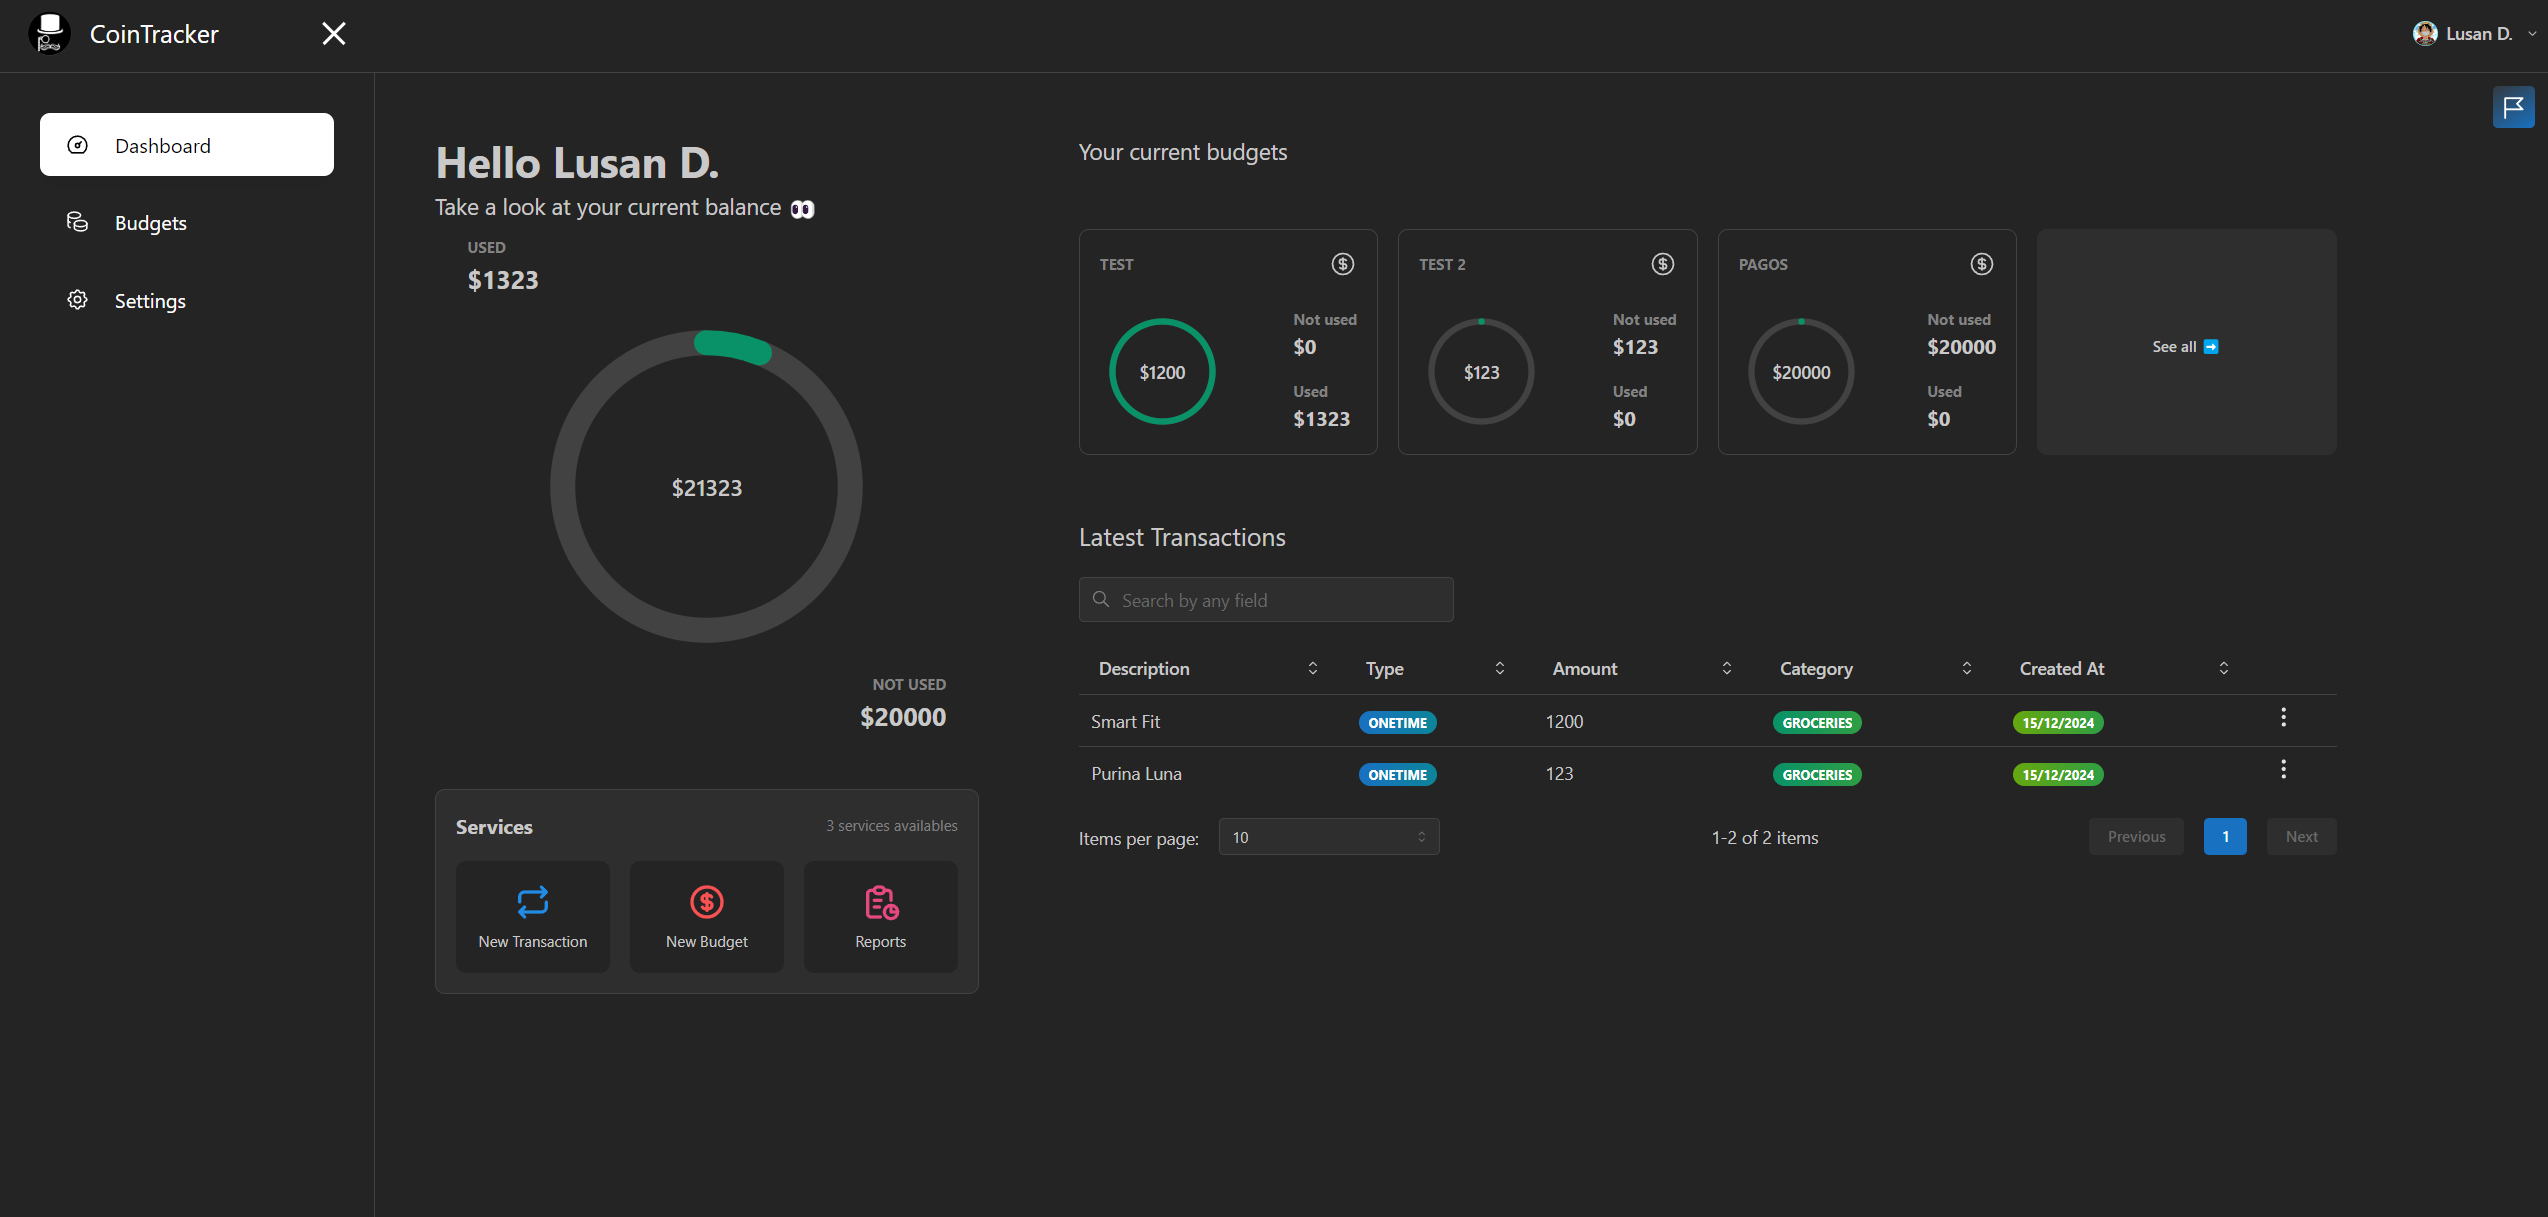 CoinTracker
Lusan D.
Dashboard
Budgets
Settings
Hello Lusan D.
Take a look at your current balance 👀
USED
$1323
$21323
NOT USED
$20000
Services
3 services availables
New Transaction
New Budget
Reports
Your current budgets
TEST
$1200
Not used
$0
Used
$1323
TEST 2
$123
Not used
$123
Used
$0
PAGOS
$20000
Not used
$20000
Used
$0
See all ➡️
Latest Transactions
Search by any field
Description Type Amount Category Created At
Smart Fit ONETIME 1200 GROCERIES 15/12/2024
Purina Luna ONETIME 123 GROCERIES 15/12/2024
Items per page: 10 1-2 of 2 items Previous 1 Next